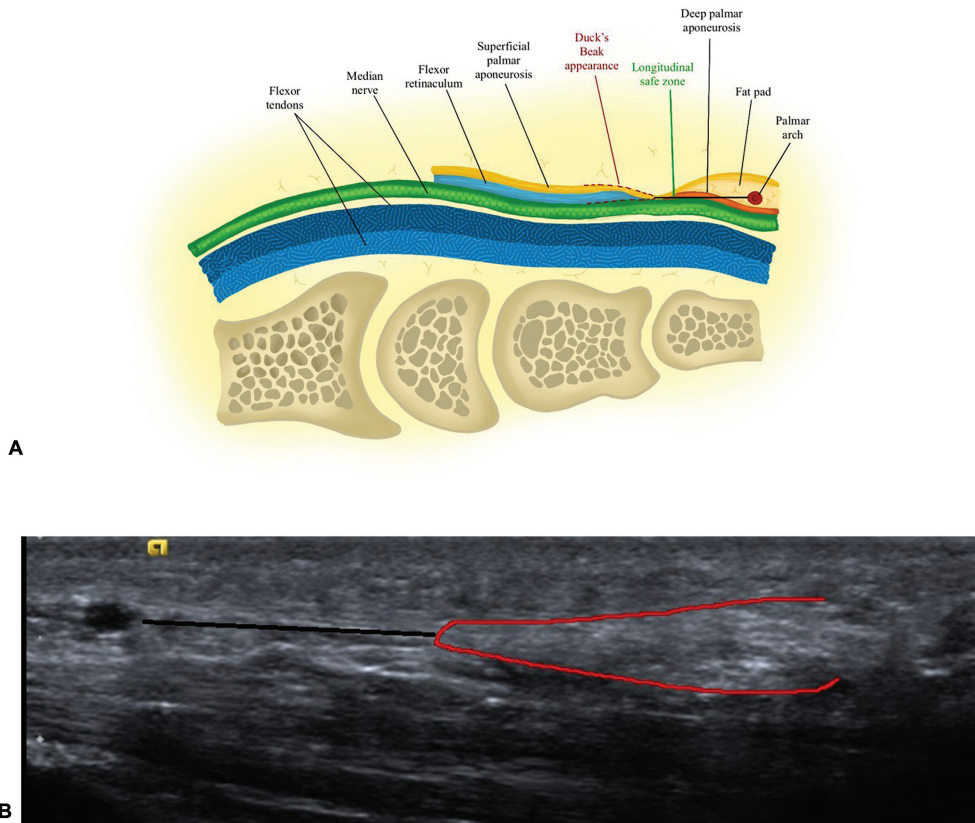 Deep palmar
aponeurosis
Duck's
Beak
appearance
Superficial
palmar
aponeurosis
Longitudinal
safe zone
Flexor
retinaculum
Median
nerve
Flexor
tendons
Fat pad
Palmar
arch
A
B